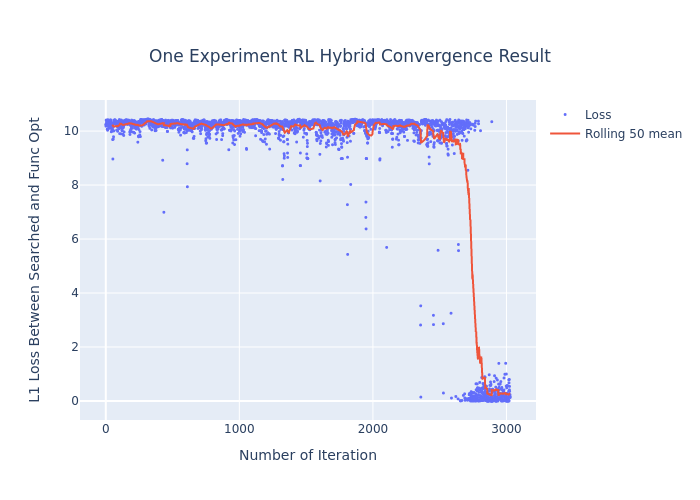 One Experiment RL Hybrid Convergence Result
L1 Loss Between Searched and Func Opt
10
8
6
4
2
0
0
1000
2000
3000
Number of Iteration
Loss
Rolling 50 mean